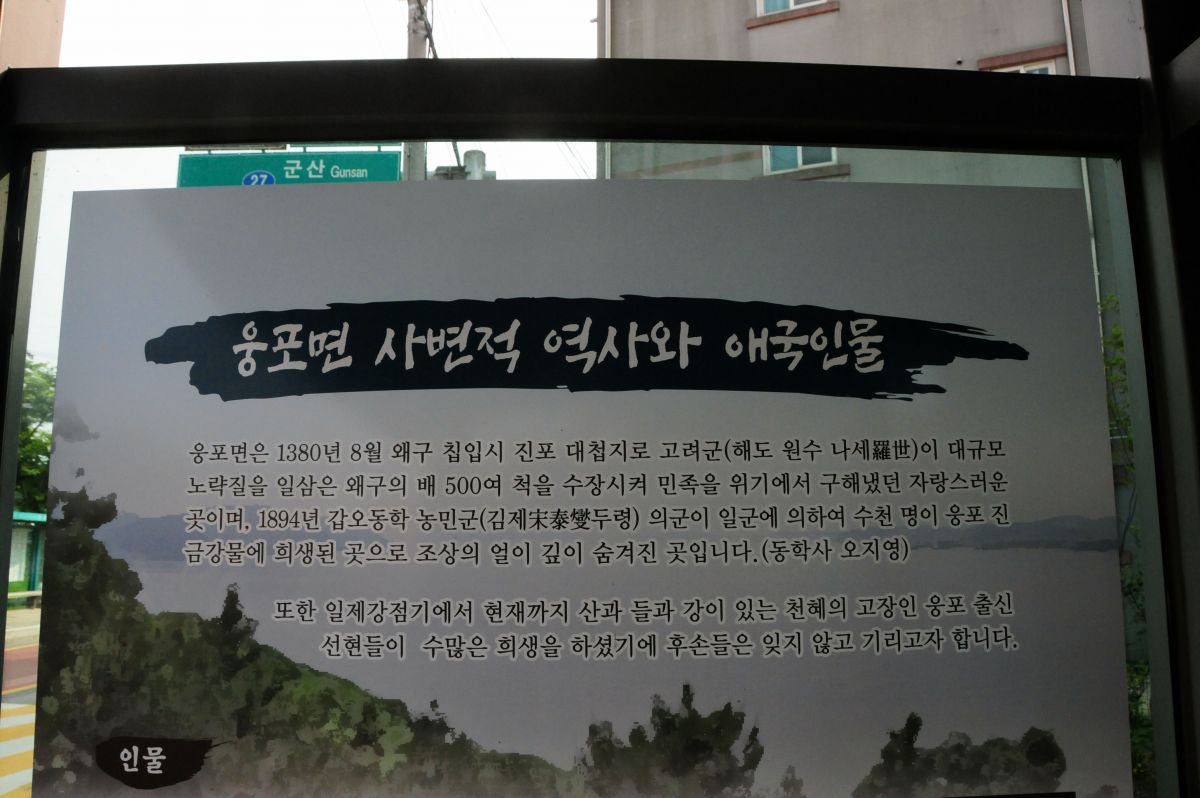 군산 Gunsan
27
웅포면 사변적 역사와 애국인물
웅포면은 1380년 8월 왜구 칩입시 진포 대첩지로 고려군(해도 원수 나세羅世)이 대규모
노략질을 일삼은 왜구의 배 500여 척을 수장시켜 민족을 위기에서 구해냈던 자랑스러운
곳이며, 1894년 갑오동학 농민군(김제宋泰燮두령) 의군이 일군에 의하여 수천 명이 웅포 진
금강물에 희생된 곳으로 조상의 얼이 깊이 숨겨진 곳입니다.(동학사 오지영)
또한 일제강점기에서 현재까지 산과 들과 강이 있는 천혜의 고장인 웅포 출신
선현들이 수많은 희생을 하셨기에 후손들은 잊지 않고 기리고자 합니다.
인물